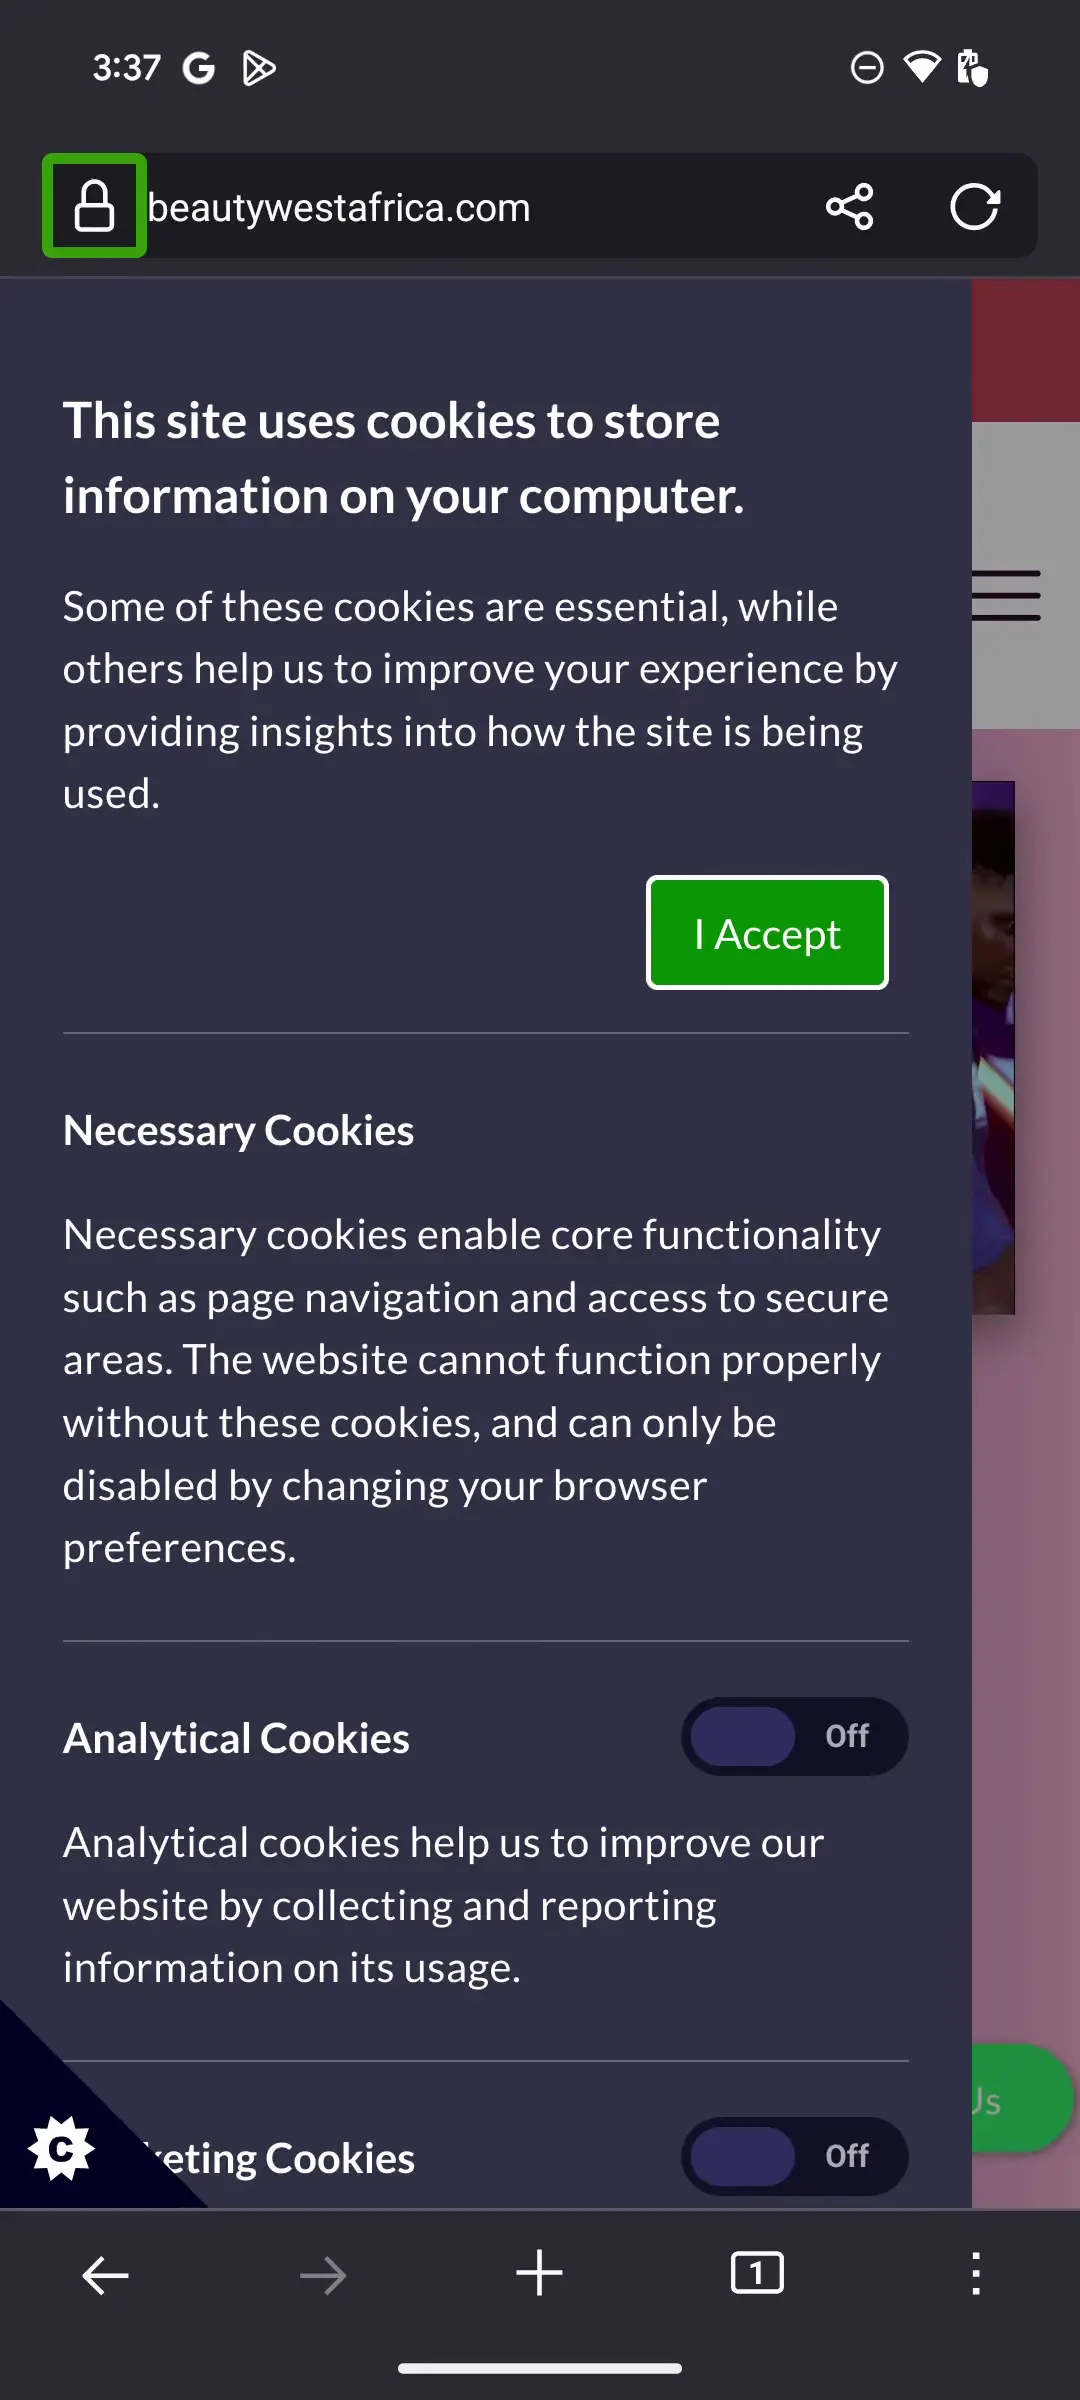 3:37
beautywestafrica.com
This site uses cookies to store
information on your computer.
Some of these cookies are essential, while
others help us to improve your experience by
providing insights into how the site is being
used.
I Accept
Necessary Cookies
Necessary cookies enable core functionality
such as page navigation and access to secure
areas. The website cannot function properly
without these cookies, and can only be
disabled by changing your browser
preferences.
Analytical Cookies
Off
Analytical cookies help us to improve our
website by collecting and reporting
information on its usage.
Us
C
keting Cookies
Off
1